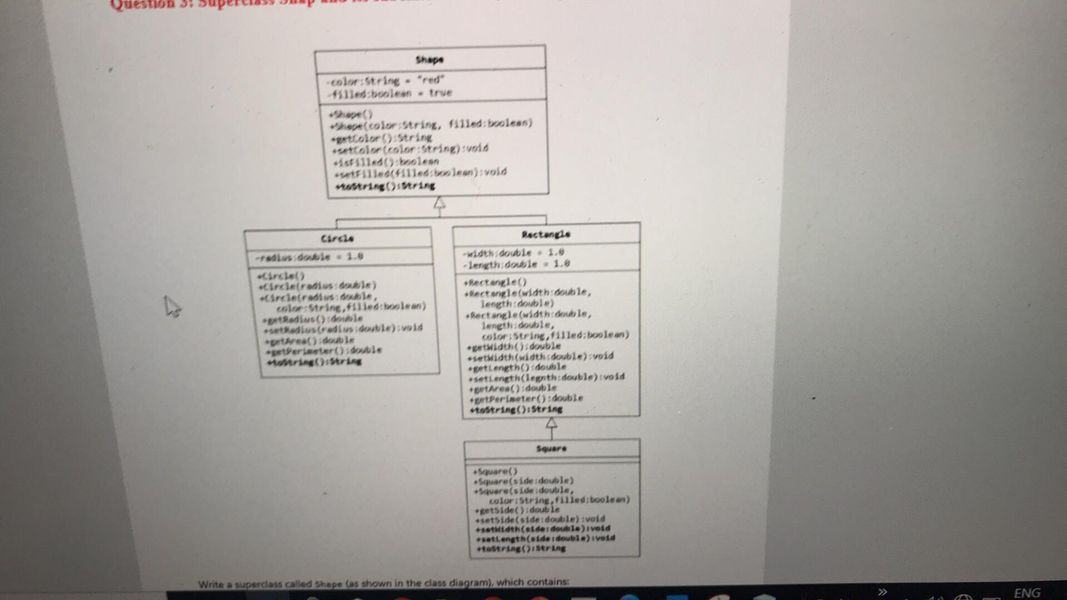 Question 3: Superclass
Shape
-color:String = "red"
-filled:boolean = true
+Shape()
+Shape(color:String, filled:boolean)
+getColor():String
+setColor(color:String):void
+isFilled():boolean
+setFilled(filled:boolean):void
+toString():String
Circle
-radius:double = 1.0
+Circle()
+Circle(radius:double)
+Circle(radius:double,
color:String,filled:boolean)
+getRadius():double
+setRadius(radius:double):void
+getArea():double
+getPerimeter():double
+toString():String
Rectangle
-width:double = 1.0
-length:double = 1.0
+Rectangle()
+Rectangle(width:double,
length:double)
+Rectangle(width:double,
length:double,
color:String,filled:boolean)
+getWidth():double
+setWidth(width:double):void
+getLength():double
+setLength(legnth:double):void
+getArea():double
+getPerimeter():double
+toString():String
Square
+Square()
+Square(side:double)
+Square(side:double,
color:String,filled:boolean)
+getSide():double
+setSide(side:double):void
+setWidth(side:double):void
+setLength(side:double):void
+toString():String
Write a superclass called Shape (as shown in the class diagram), which contains:
ENG